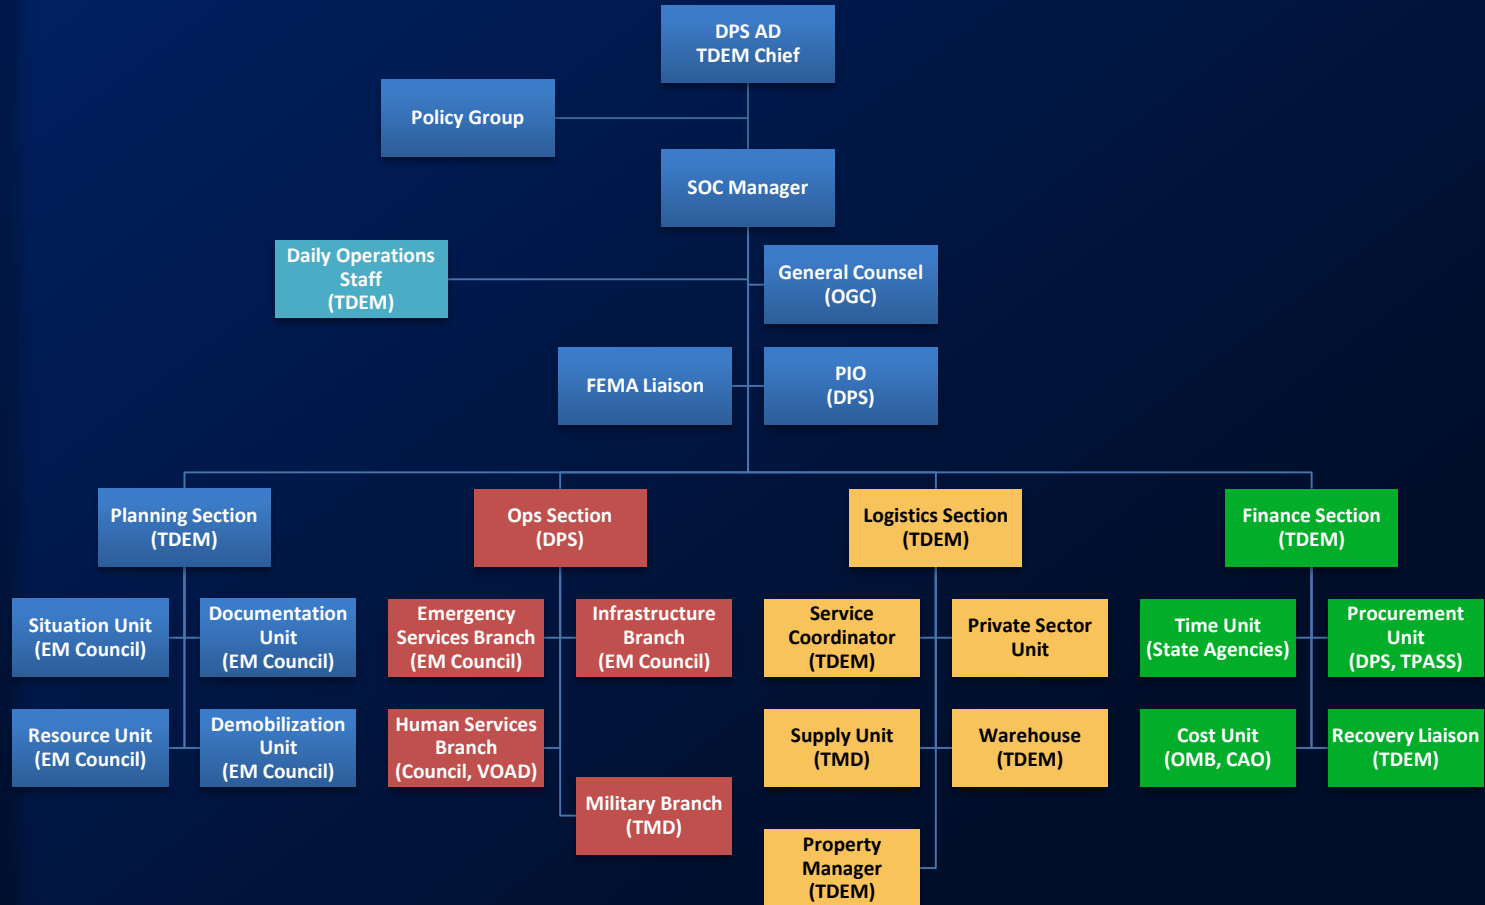 DPS AD
TDEM Chief
Policy Group
SOC Manager
Daily Operations
Staff
(TDEM)
General Counsel
(OGC)
FEMA Liaison
PIO
(DPS)
Planning Section
(TDEM)
Ops Section
(DPS)
Logistics Section
(TDEM)
Finance Section
(TDEM)
Situation Unit
(EM Council)
Documentation
Unit
(EM Council)
Emergency
Services Branch
(EM Council)
Infrastructure
Branch
(EM Council)
Service
Coordinator
(TDEM)
Private Sector
Unit
Time Unit
(State Agencies)
Procurement
Unit
(DPS, TPASS)
Resource Unit
(EM Council)
Demobilization
Unit
(EM Council)
Human Services
Branch
(Council, VOAD)
Military Branch
(TMD)
Supply Unit
(TMD)
Warehouse
(TDEM)
Cost Unit
(OMB, CAO)
Recovery Liaison
(TDEM)
Property
Manager
(TDEM)